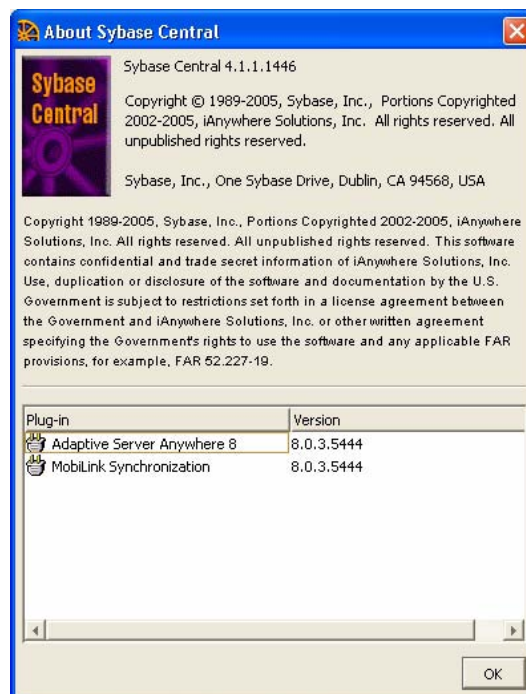 About Sybase Central
Sybase
Central
Sybase Central 4.1.1.1446
Copyright © 1989-2005, Sybase, Inc., Portions Copyrighted
2002-2005, iAnywhere Solutions, Inc. All rights reserved. All
unpublished rights reserved.
Sybase, Inc., One Sybase Drive, Dublin, CA 94568, USA
Copyright 1989-2005, Sybase, Inc., Portions Copyrighted 2002-2005, iAnywhere
Solutions, Inc. All rights reserved. All unpublished rights reserved. This software
contains confidential and trade secret information of iAnywhere Solutions, Inc.
Use, duplication or disclosure of the software and documentation by the U.S.
Government is subject to restrictions set forth in a license agreement between
the Government and iAnywhere Solutions, Inc. or other written agreement
specifying the Government's rights to use the software and any applicable FAR
provisions, for example, FAR 52.227-19.
Plug-in Version
Adaptive Server Anywhere 8 8.0.3.5444
MobiLink Synchronization 8.0.3.5444
OK